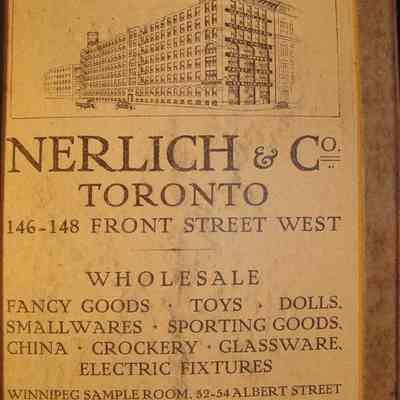 NERLICH & Co.
TORONTO
146-148 FRONT STREET WEST
WHOLESALE
FANCY GOODS · TOYS · DOLLS.
SMALLWARES · SPORTING GOODS.
CHINA · CROCKERY · GLASSWARE.
ELECTRIC FIXTURES
WINNIPEG SAMPLE ROOM, 52-54 ALBERT STREET